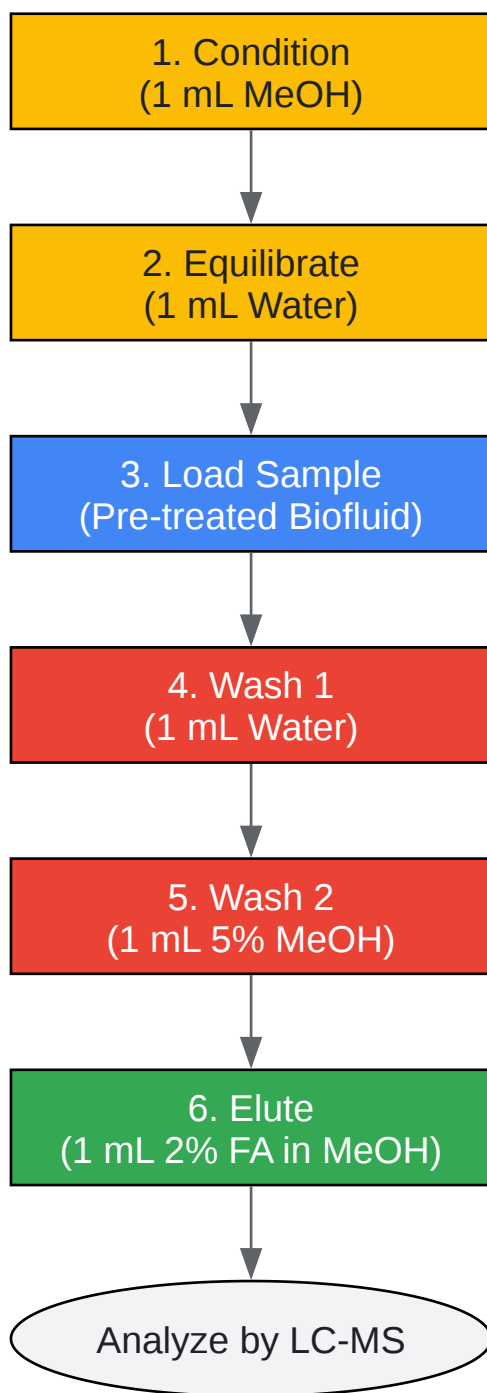 1. Condition
(1 mL MeOH)
2. Equilibrate
(1 mL Water)
3. Load Sample
(Pre-treated Biofluid)
4. Wash 1
(1 mL Water)
5. Wash 2
(1 mL 5% MeOH)
6. Elute
(1 mL 2% FA in MeOH)
Analyze by LC-MS